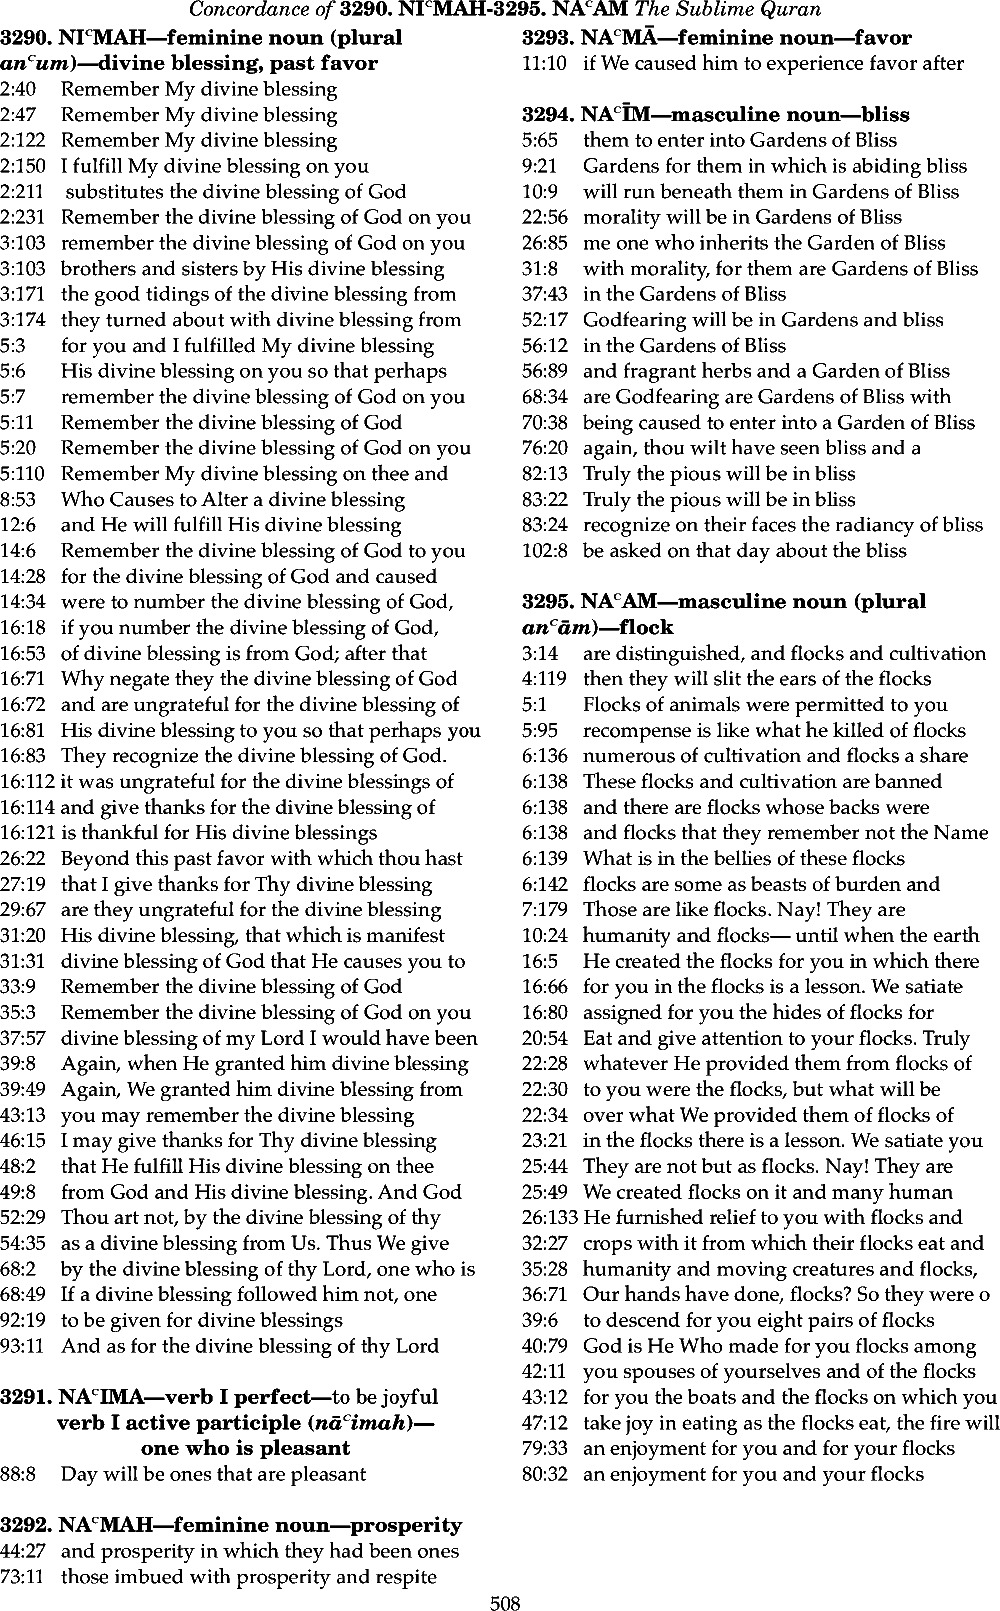 Concordance of 3290. NIᶜMAH-3295. NAᶜAM The Sublime Quran
3290. NIᶜMAH—feminine noun (plural
anᶜum)—divine blessing, past favor
2:40 Remember My divine blessing
2:47 Remember My divine blessing
2:122 Remember My divine blessing
2:150 I fulfill My divine blessing on you
2:211 substitutes the divine blessing of God
2:231 Remember the divine blessing of God on you
3:103 remember the divine blessing of God on you
3:103 brothers and sisters by His divine blessing
3:171 the good tidings of the divine blessing from
3:174 they turned about with divine blessing from
5:3 for you and I fulfilled My divine blessing
5:6 His divine blessing on you so that perhaps
5:7 remember the divine blessing of God on you
5:11 Remember the divine blessing of God
5:20 Remember the divine blessing of God on you
5:110 Remember My divine blessing on thee and
8:53 Who Causes to Alter a divine blessing
12:6 and He will fulfill His divine blessing
14:6 Remember the divine blessing of God to you
14:28 for the divine blessing of God and caused
14:34 were to number the divine blessing of God,
16:18 if you number the divine blessing of God,
16:53 of divine blessing is from God; after that
16:71 Why negate they the divine blessing of God
16:72 and are ungrateful for the divine blessing of
16:81 His divine blessing to you so that perhaps you
16:83 They recognize the divine blessing of God.
16:112 it was ungrateful for the divine blessings of
16:114 and give thanks for the divine blessing of
16:121 is thankful for His divine blessings
26:22 Beyond this past favor with which thou hast
27:19 that I give thanks for Thy divine blessing
29:67 are they ungrateful for the divine blessing
31:20 His divine blessing, that which is manifest
31:31 divine blessing of God that He causes you to
33:9 Remember the divine blessing of God
35:3 Remember the divine blessing of God on you
37:57 divine blessing of my Lord I would have been
39:8 Again, when He granted him divine blessing
39:49 Again, We granted him divine blessing from
43:13 you may remember the divine blessing
46:15 I may give thanks for Thy divine blessing
48:2 that He fulfill His divine blessing on thee
49:8 from God and His divine blessing. And God
52:29 Thou art not, by the divine blessing of thy
54:35 as a divine blessing from Us. Thus We give
68:2 by the divine blessing of thy Lord, one who is
68:49 If a divine blessing followed him not, one
92:19 to be given for divine blessings
93:11 And as for the divine blessing of thy Lord
3291. NAᶜIMA—verb I perfect—to be joyful
verb I active participle (nāᶜimah)—
one who is pleasant
88:8 Day will be ones that are pleasant
3292. NAᶜMAH—feminine noun—prosperity
44:27 and prosperity in which they had been ones
73:11 those imbued with prosperity and respite
3293. NAᶜMĀ—feminine noun—favor
11:10 if We caused him to experience favor after
3294. NAᶜĪM—masculine noun—bliss
5:65 them to enter into Gardens of Bliss
9:21 Gardens for them in which is abiding bliss
10:9 will run beneath them in Gardens of Bliss
22:56 morality will be in Gardens of Bliss
26:85 me one who inherits the Garden of Bliss
31:8 with morality, for them are Gardens of Bliss
37:43 in the Gardens of Bliss
52:17 Godfearing will be in Gardens and bliss
56:12 in the Gardens of Bliss
56:89 and fragrant herbs and a Garden of Bliss
68:34 are Godfearing are Gardens of Bliss with
70:38 being caused to enter into a Garden of Bliss
76:20 again, thou wilt have seen bliss and a
82:13 Truly the pious will be in bliss
83:22 Truly the pious will be in bliss
83:24 recognize on their faces the radiancy of bliss
102:8 be asked on that day about the bliss
3295. NAᶜAM—masculine noun (plural
anᶜām)—flock
3:14 are distinguished, and flocks and cultivation
4:119 then they will slit the ears of the flocks
5:1 Flocks of animals were permitted to you
5:95 recompense is like what he killed of flocks
6:136 numerous of cultivation and flocks a share
6:138 These flocks and cultivation are banned
6:138 and there are flocks whose backs were
6:138 and flocks that they remember not the Name
6:139 What is in the bellies of these flocks
6:142 flocks are some as beasts of burden and
7:179 Those are like flocks. Nay! They are
10:24 humanity and flocks— until when the earth
16:5 He created the flocks for you in which there
16:66 for you in the flocks is a lesson. We satiate
16:80 assigned for you the hides of flocks for
20:54 Eat and give attention to your flocks. Truly
22:28 whatever He provided them from flocks of
22:30 to you were the flocks, but what will be
22:34 over what We provided them of flocks of
23:21 in the flocks there is a lesson. We satiate you
25:44 They are not but as flocks. Nay! They are
25:49 We created flocks on it and many human
26:133 He furnished relief to you with flocks and
32:27 crops with it from which their flocks eat and
35:28 humanity and moving creatures and flocks,
36:71 Our hands have done, flocks? So they were o
39:6 to descend for you eight pairs of flocks
40:79 God is He Who made for you flocks among
42:11 you spouses of yourselves and of the flocks
43:12 for you the boats and the flocks on which you
47:12 take joy in eating as the flocks eat, the fire will
79:33 an enjoyment for you and for your flocks
80:32 an enjoyment for you and your flocks
508